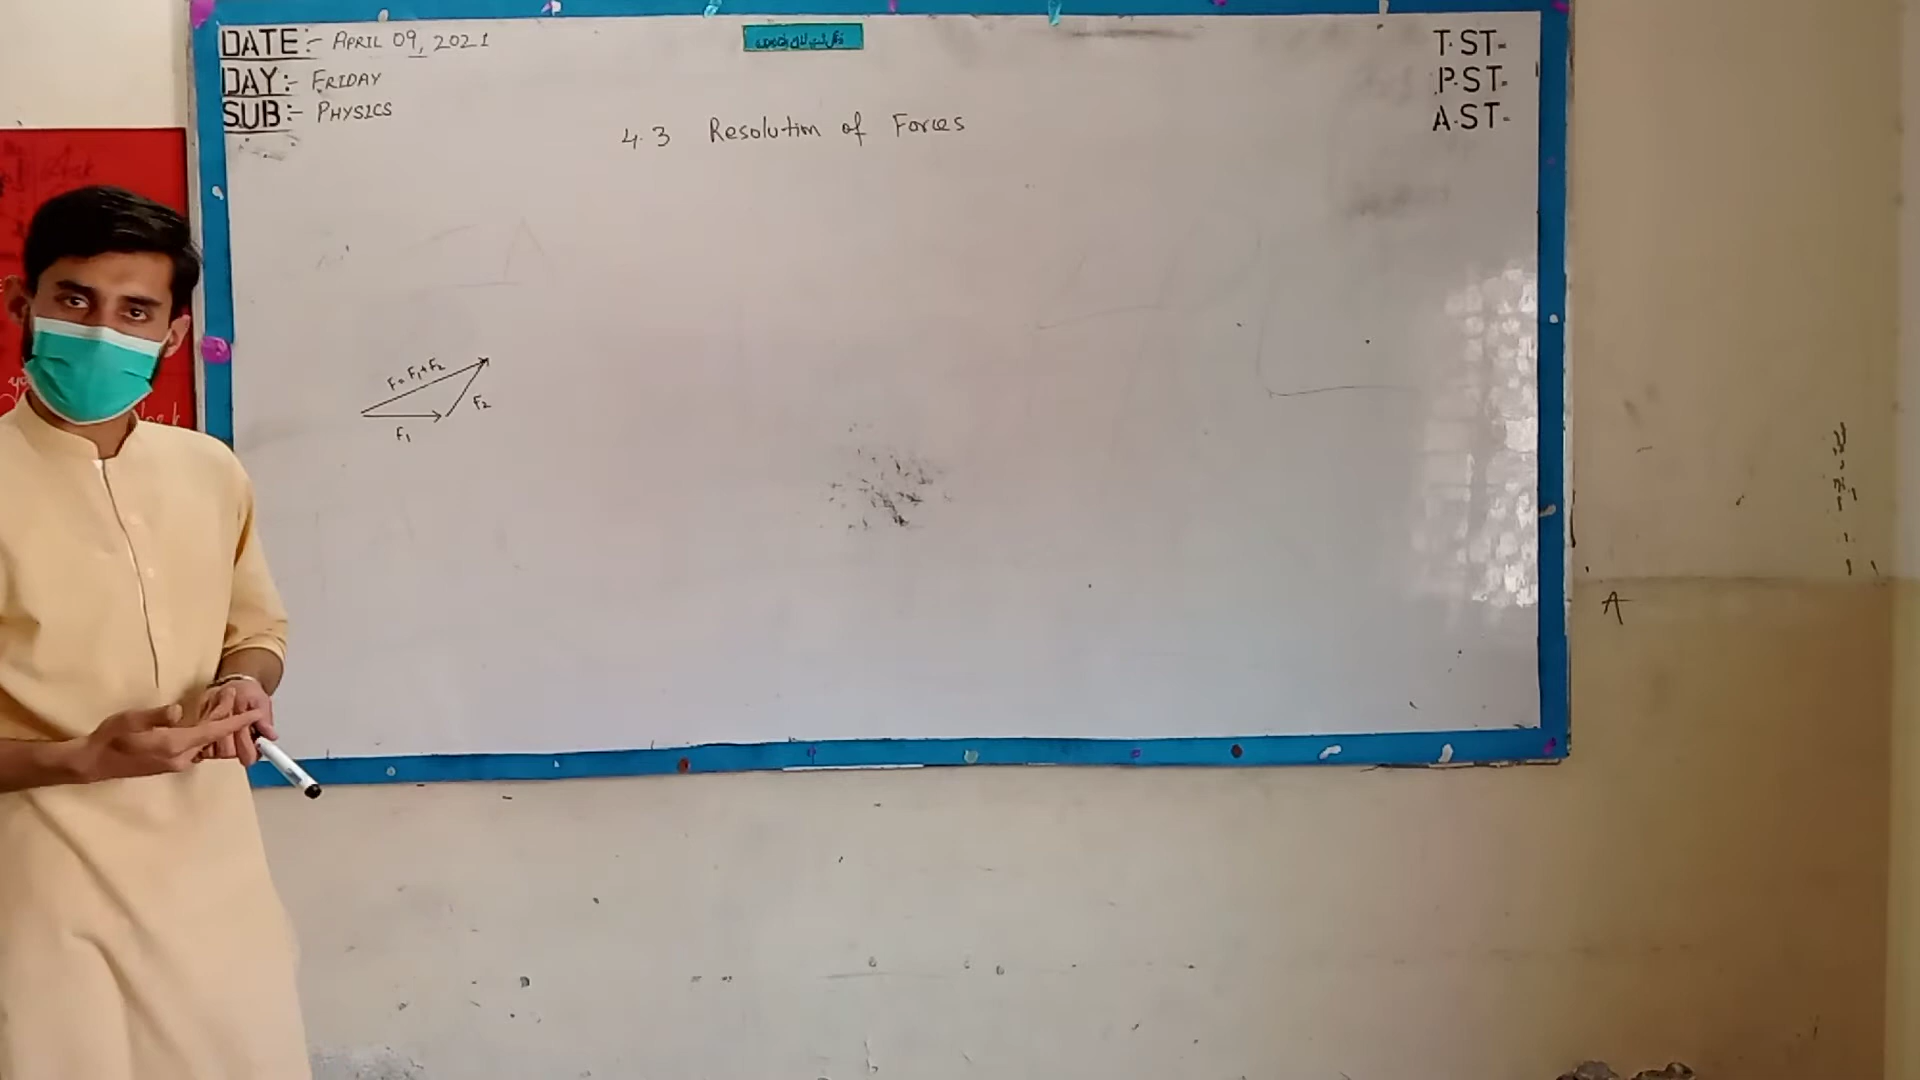 DATE:- APRIL 09, 2021
DAY:- FRIDAY
SUB:- PHYSICS
T.ST-
P.ST-
A.ST-
4.3 Resolution of Forces
F=F₁+F₂
F₂
F₁
A